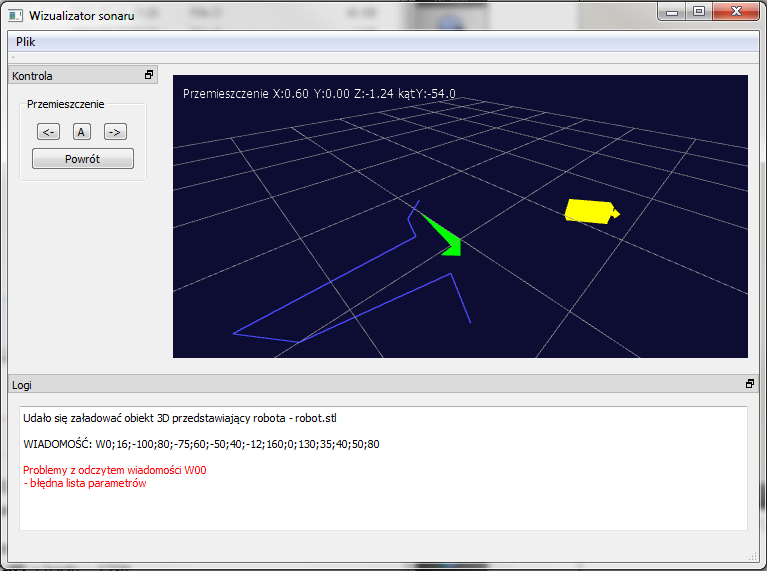 Wizualizator sonaru
Plik
Kontrola
Przemieszczenie
<-
A
->
Powrót
Przemieszczenie X:0.60 Y:0.00 Z:-1.24 kątY:-54.0
Logi
Udało się załadować obiekt 3D przedstawiający robota - robot.stl
WIADOMOŚĆ: W0;16;-100;80;-75;60;-50;40;-12;160;0;130;35;40;50;80
Problemy z odczytem wiadomości W00
- błędna lista parametrów